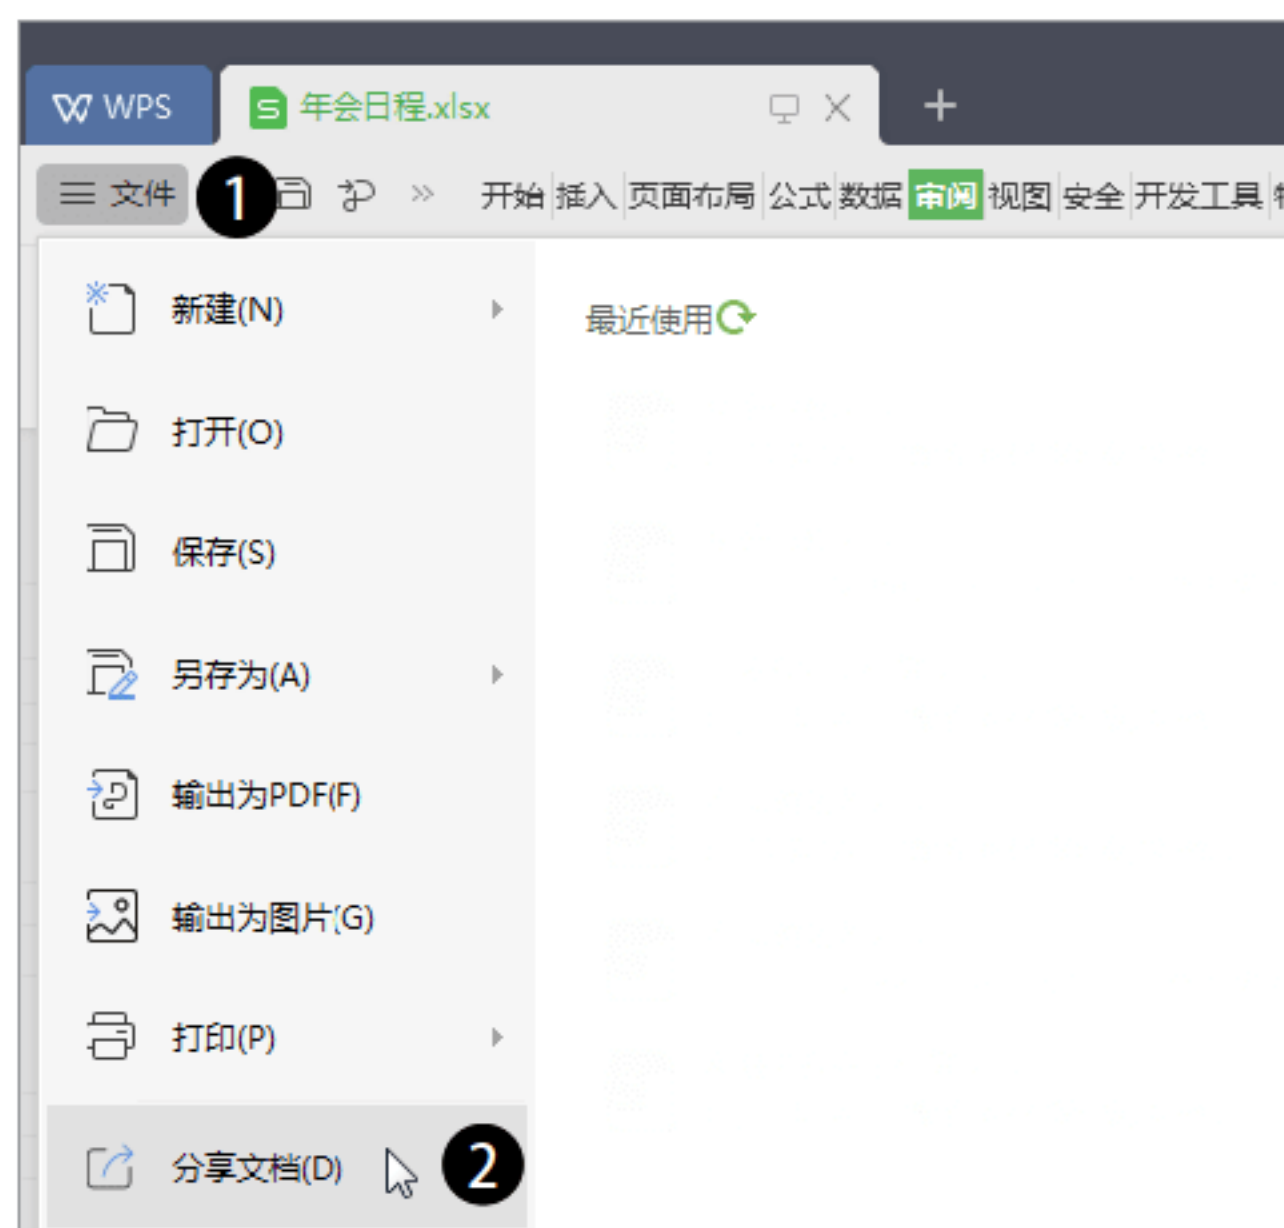 WPS 年会日程.xlsx
文件 1 开始 插入 页面布局 公式 数据 审阅 视图 安全 开发工具
新建(N)
最近使用
打开(O)
保存(S)
另存为(A)
输出为PDF(F)
输出为图片(G)
打印(P)
分享文档(D) 2